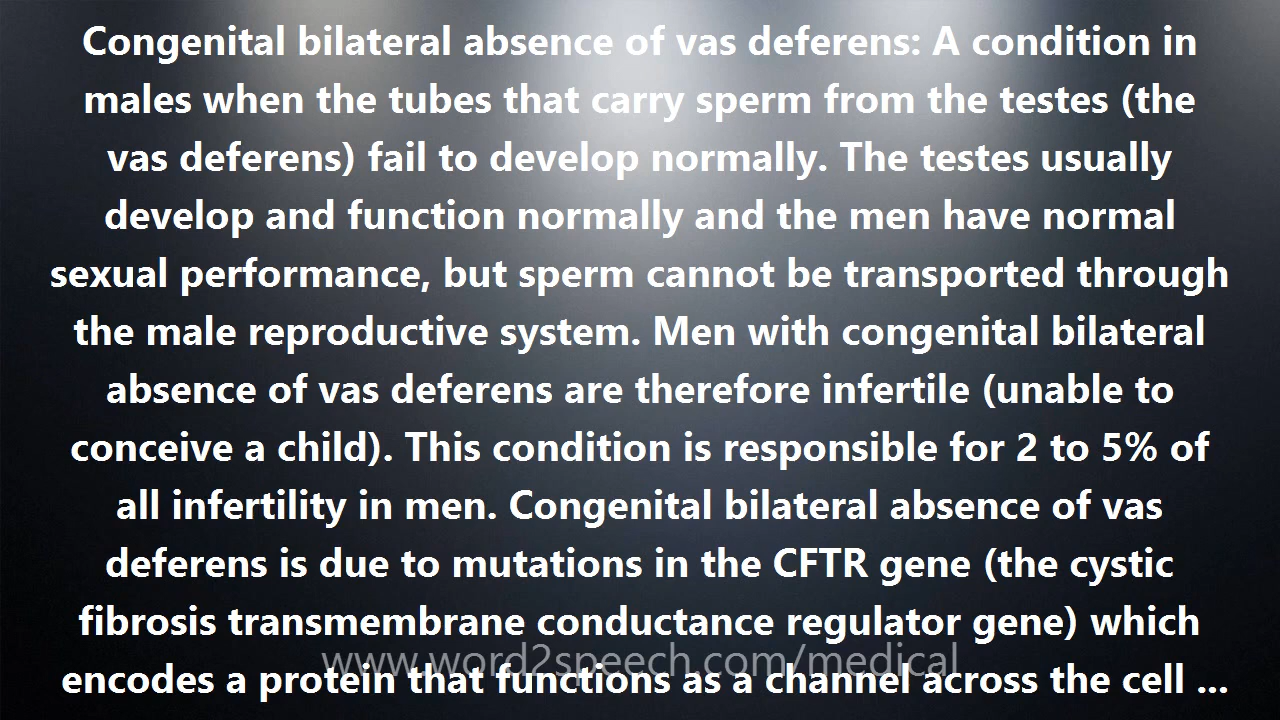 Congenital bilateral absence of vas deferens: A condition in
males when the tubes that carry sperm from the testes (the
vas deferens) fail to develop normally. The testes usually
develop and function normally and the men have normal
sexual performance, but sperm cannot be transported through
the male reproductive system. Men with congenital bilateral
absence of vas deferens are therefore infertile (unable to
conceive a child). This condition is responsible for 2 to 5% of
all infertility in men. Congenital bilateral absence of vas
deferens is due to mutations in the CFTR gene (the cystic
fibrosis transmembrane conductance regulator gene) which
www.word2speech.com/medical
encodes a protein that functions as a channel across the cell ...